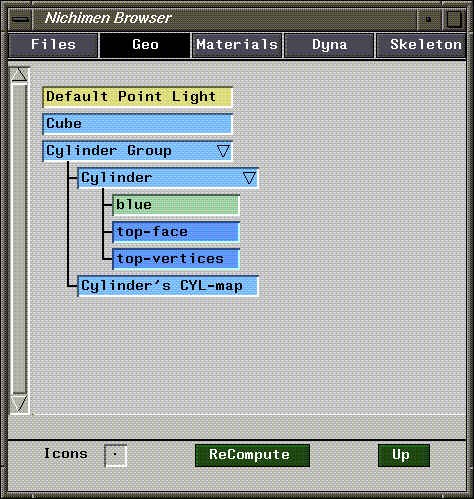 Nichimen Browser
Files Geo Materials Dyna Skeleton
Default Point Light
Cube
Cylinder Group
Cylinder
blue
top-face
top-vertices
Cylinder's CYL-map
Icons ReCompute Up